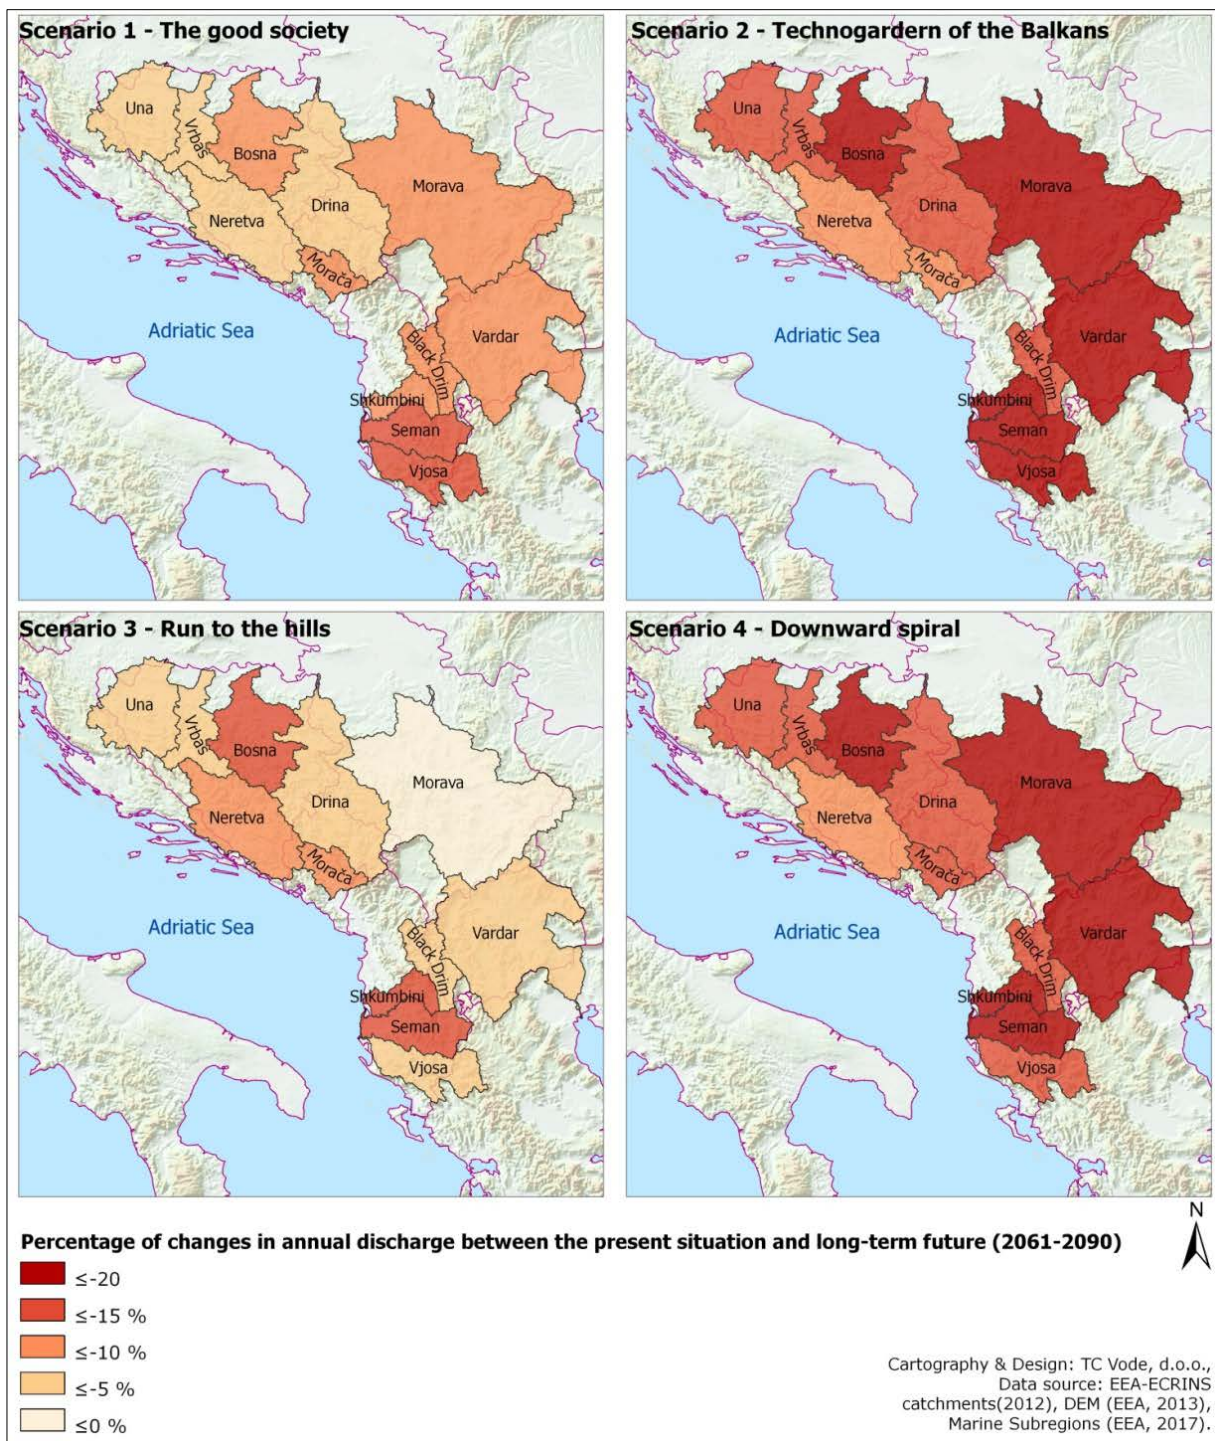 Scenario 1 - The good society
Una
Vrbaš
Bosna
Drina
Morava
Neretva
Morača
Adriatic Sea
Black Drim
Vardar
Shkumbini
Seman
Vjosa
Scenario 2 - Technogardern of the Balkans
Una
Vrbas
Bosna
Drina
Morava
Neretva
Morača
Adriatic Sea
Black Drim
Vardar
Shkumbini
Seman
Vjosa
Scenario 3 - Run to the hills
Una
Vrbaš
Bosna
Drina
Morava
Neretva
Morača
Adriatic Sea
Black Drim
Vardar
Shkumbini
Seman
Vjosa
Scenario 4 - Downward spiral
Una
Vrbas
Bosna
Drina
Morava
Neretva
Morača
Adriatic Sea
Black Drim
Vardar
Shkumbini
Seman
Vjosa
N
Percentage of changes in annual discharge between the present situation and long-term future (2061-2090)
≤-20
≤-15 %
≤-10 %
≤-5 %
≤0 %
Cartography & Design: TC Vode, d.o.o.,
Data source: EEA-ECRINS
catchments(2012), DEM (EEA, 2013),
Marine Subregions (EEA, 2017).